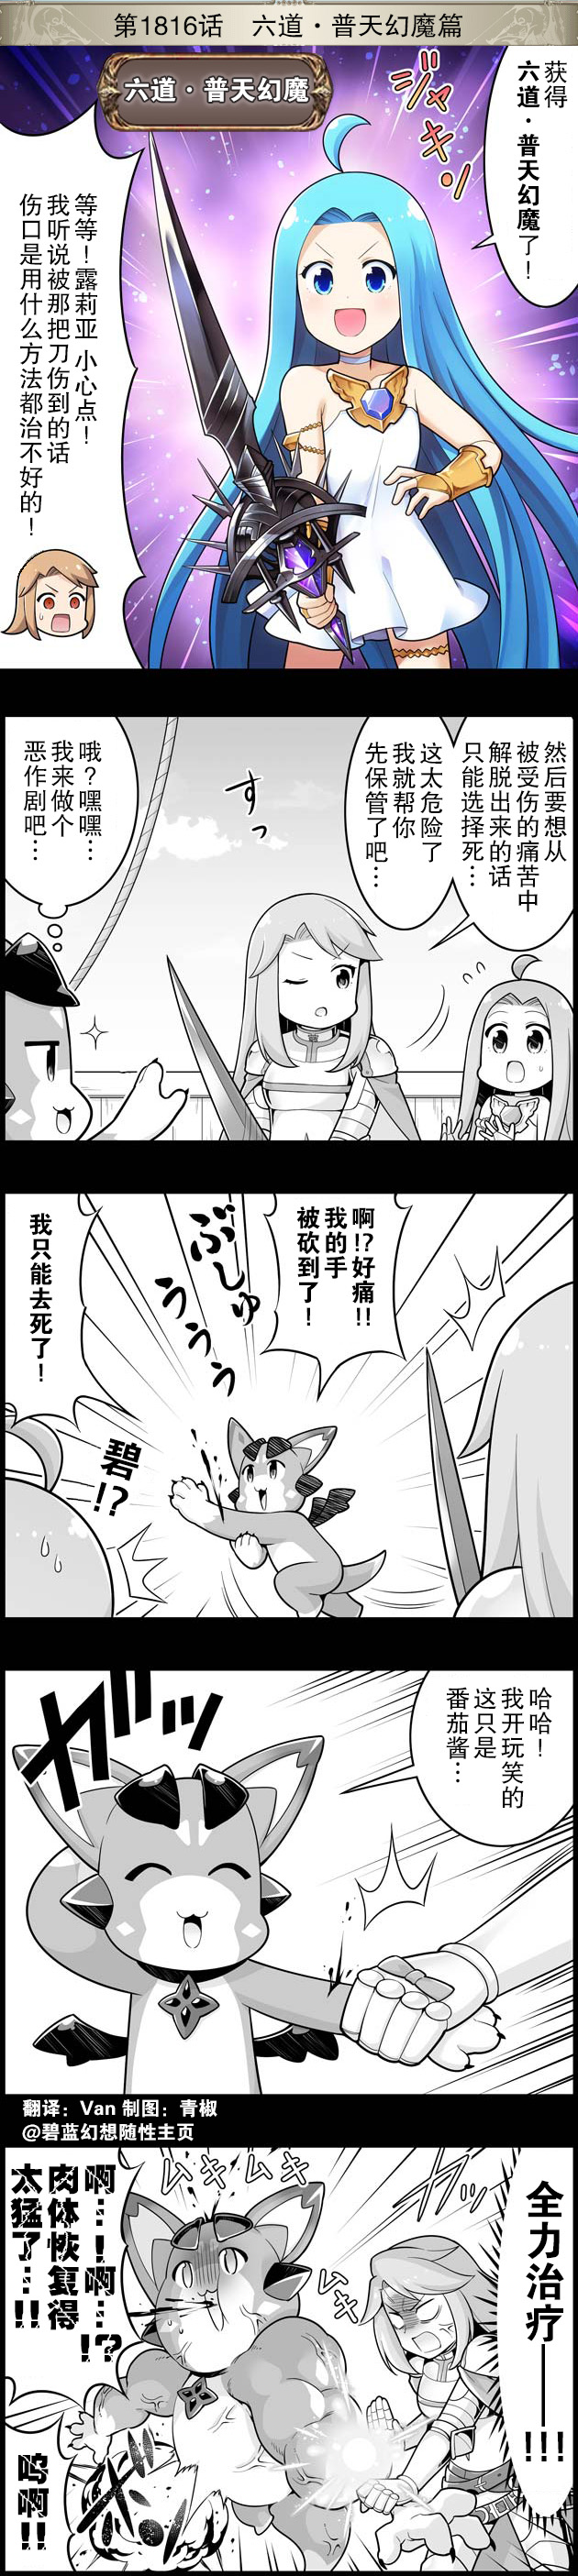 第1816话　六道・普天幻魔篇
六道・普天幻魔
ジャキン
获得
六道・普天幻魔了！
等等！露莉亚 小心点！
我听说被那把刀伤到的话
伤口是用什么方法都治不好的！
然后要想从
被受伤的痛苦中
解脱出来的话
只能选择死…
这太危险了
我就帮你
先保管了吧…
すっ
哦？嘿嘿…
我来做个
恶作剧吧…
啊!?好痛!!
我的手
被砍到了！
ぶしゅ
ううう
我只能去死了！
碧!?
哈哈！
我开玩笑的
这只是
番茄酱…
ガッ
翻译：Van 制图：青椒
@碧蓝幻想随性主页
全力治疗——!!!
ムキ
ムキ
ムキ
啊…！啊…!?
肉体恢复得
太猛了…!!